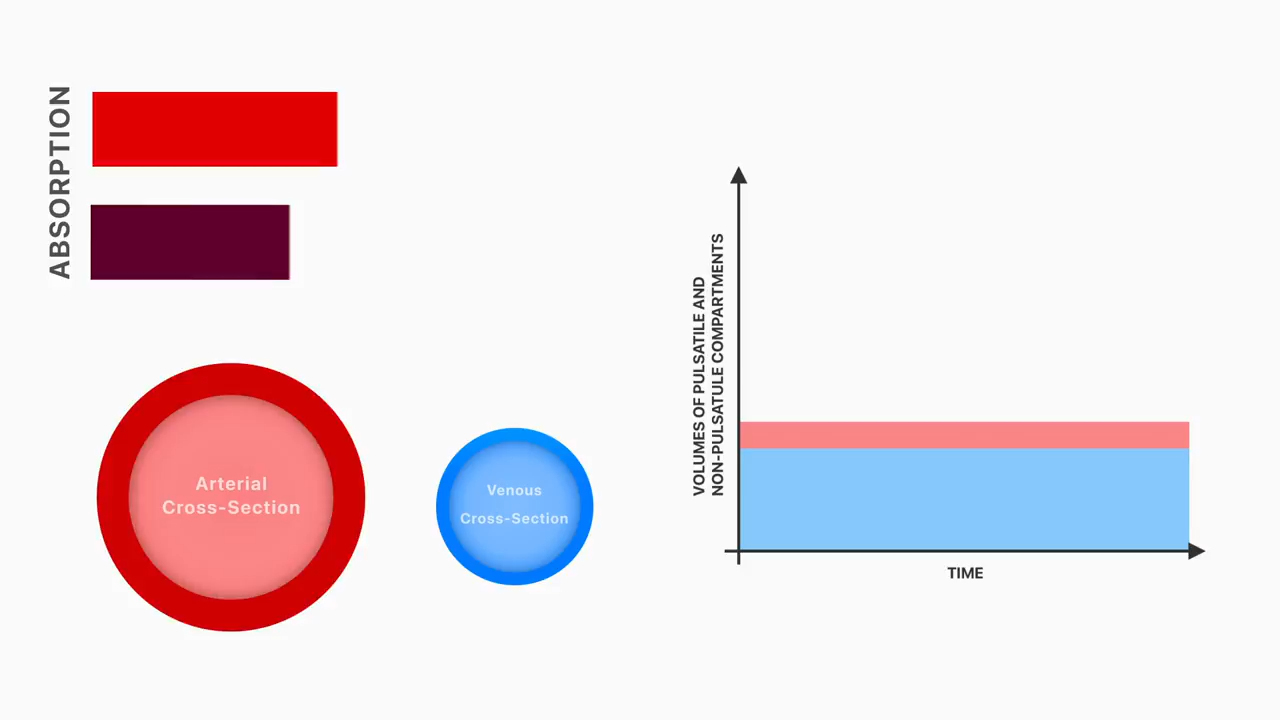 ABSORPTION
Arterial
Cross-Section
Venous
Cross-Section
VOLUMES OF PULSATILE AND
NON-PULSATULE COMPARTMENTS
TIME